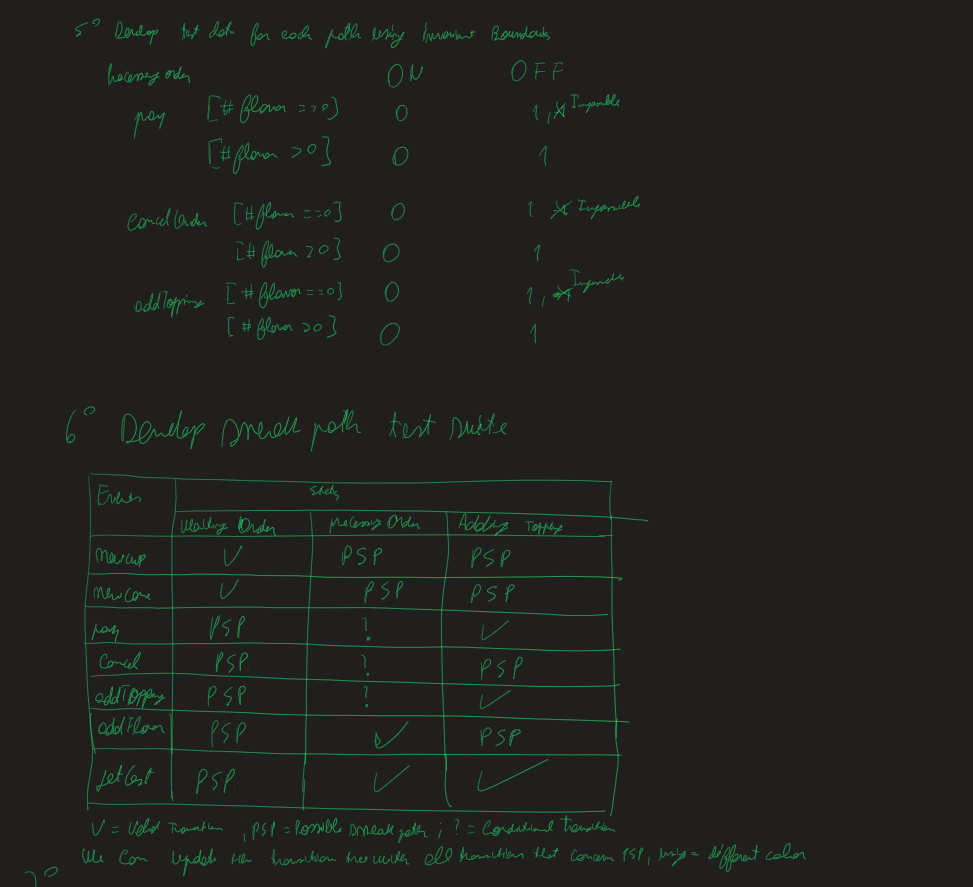 5° Develop test data for each path using Invariant Boundaries
Processing order ON OFF
pay [# flavor == 0] 0 1, Impossible
[# flavor > 0] 0 1
cancelOrder [# flavor == 0] 0 1 Impossible
[# flavor > 0] 0 1
addTopping [# flavor == 0] 0 1, Impossible
[# flavor > 0] 0 1
6° Develop sneak path test suite
Events States
Waiting Order Processing Order Adding Topping
newcup V PSP PSP
newCone V PSP PSP
pay PSP ? ✓
Cancel PSP ? PSP
addTopping PSP ? ✓
addFlavor PSP ✓ PSP
getCost PSP ✓ ✓
V = Valid Transition , PSP = Possible sneak path ; ? = Conditional transition
We can update the transition tree with all transitions that concern PSP, using a different color
7°